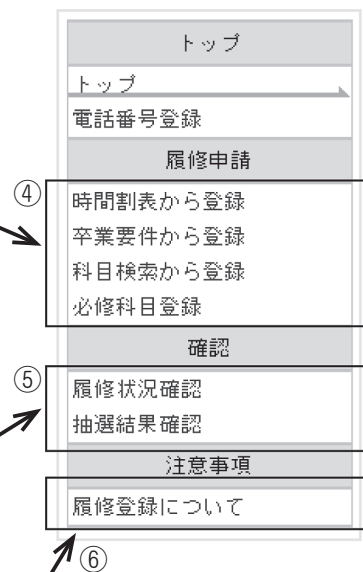 トップ
トップ
電話番号登録
履修申請
④
時間割表から登録
卒業要件から登録
科目検索から登録
必修科目登録
確認
⑤
履修状況確認
抽選結果確認
注意事項
履修登録について
⑥